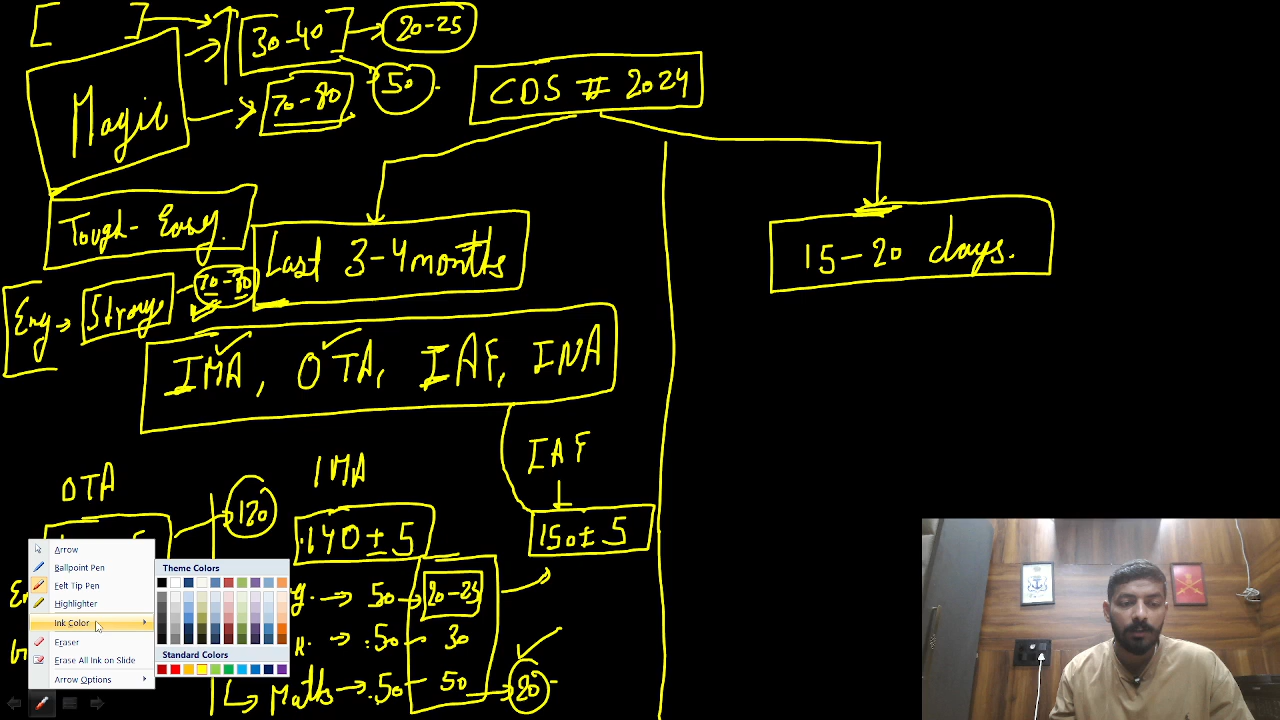 [ ] → [30-40] → 20-25
Magic → 70-80 50
CDS # 2024
Tough- Easy.
Last 3-4 months
15-20 days.
Eng → Strong - 70-80
IMA, OTA, IAF, INA
IAF
OTA
IMA
120
140 ± 5
150 ± 5
Arrow
Ballpoint Pen
Felt Tip Pen
Highlighter
Ink Color
Eraser
Erase All Ink on Slide
Arrow Options
Theme Colors
Standard Colors
→ 50 → 20-25
→ 50 - 30
Maths → 50 - 50 → 20